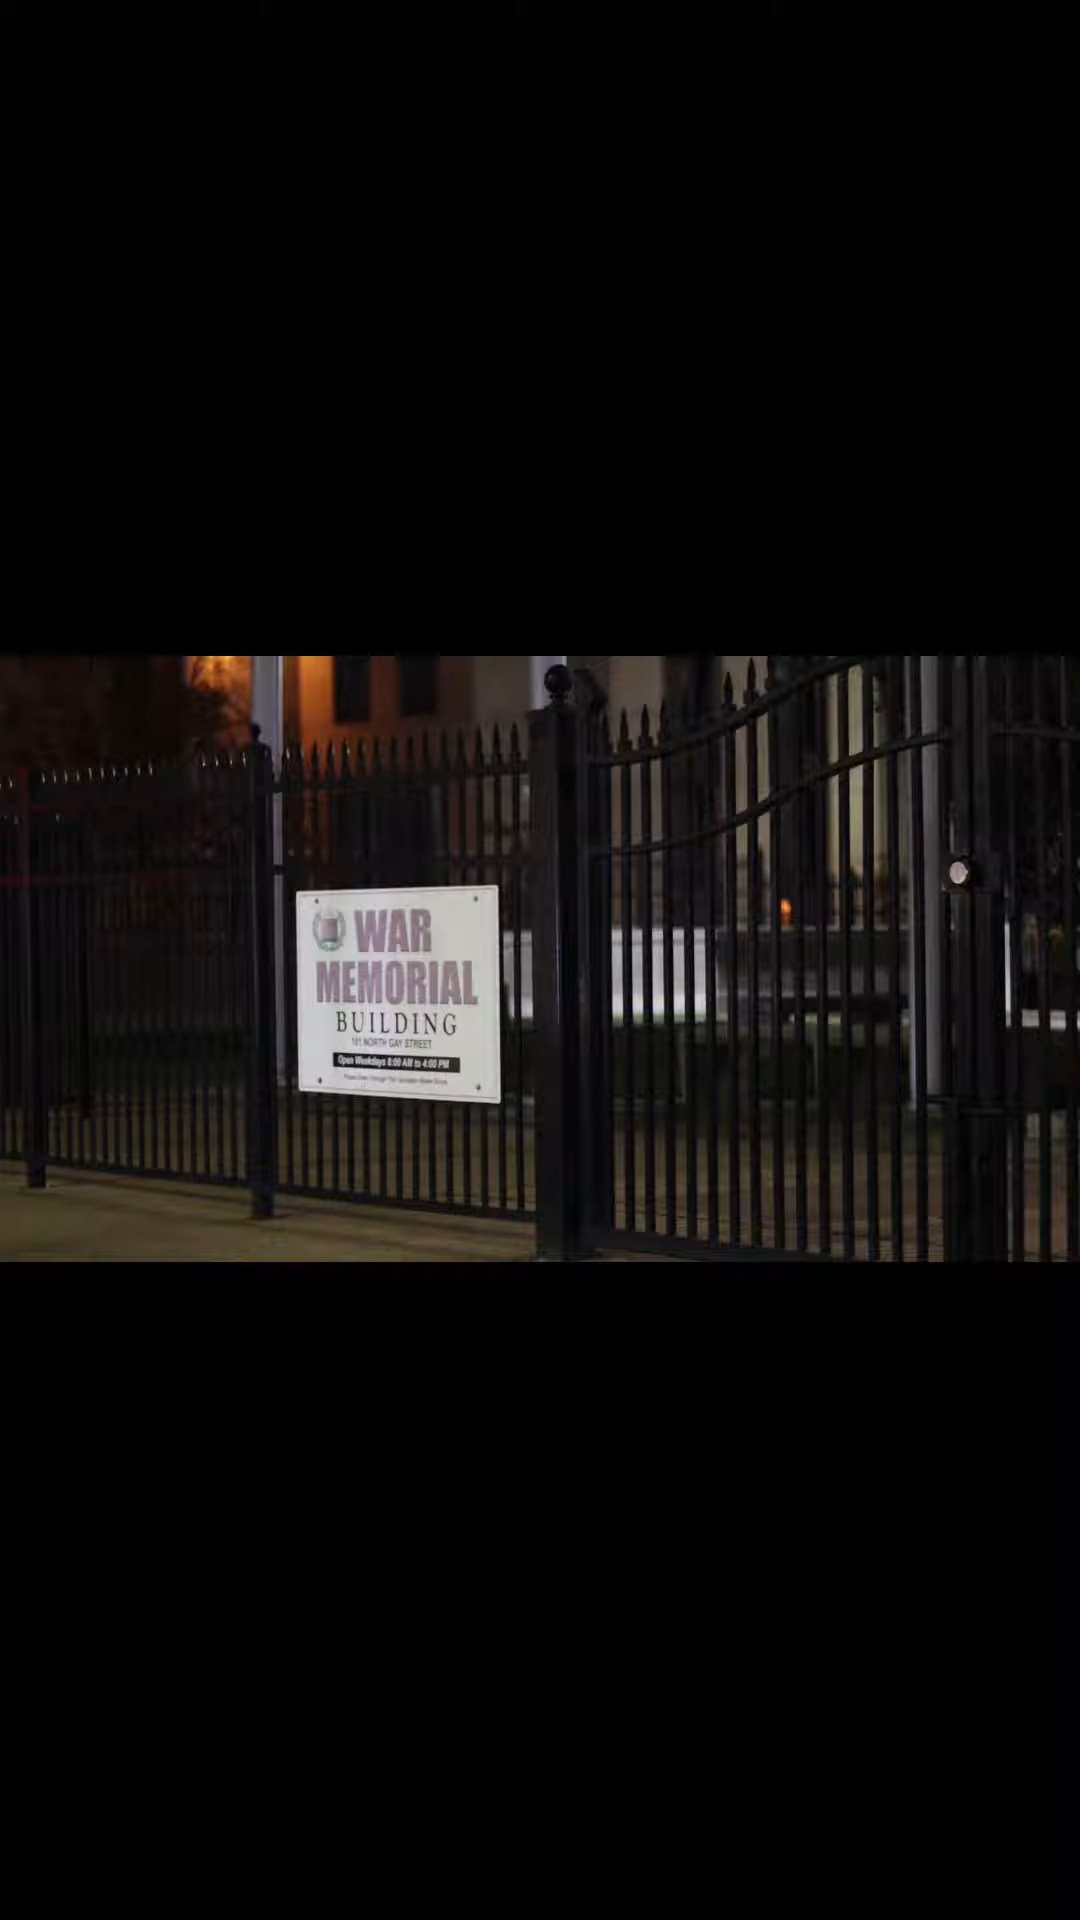 WAR
MEMORIAL
BUILDING
101 NORTH GAY STREET
Open Weekdays 8:00 AM to 4:00 PM